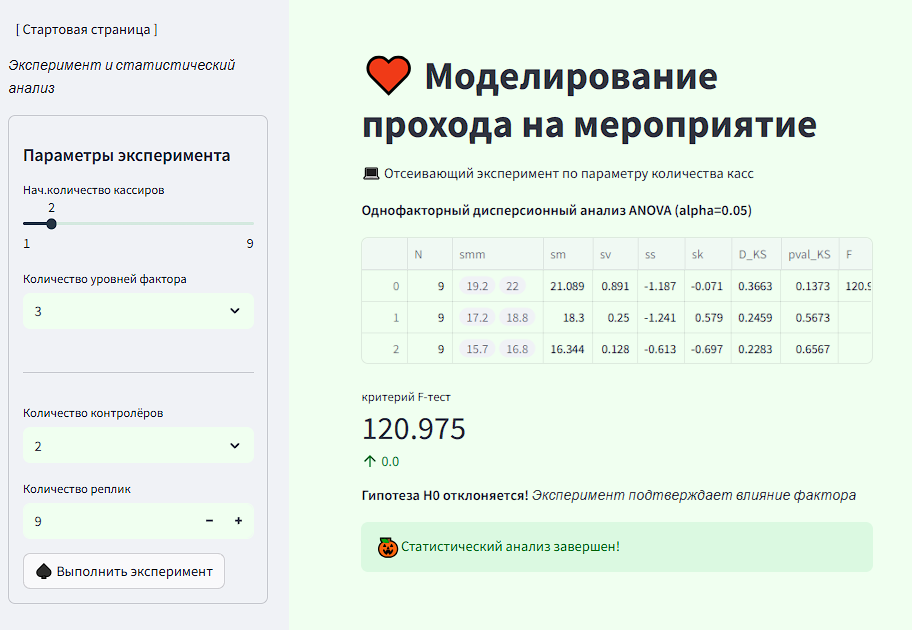 [ Стартовая страница ]
Эксперимент и статистический
анализ
Параметры эксперимента
Нач.количество кассиров
2
1 9
Количество уровней фактора
3
Количество контролёров
2
Количество реплик
9 − +
Выполнить эксперимент
Моделирование
прохода на мероприятие
Отсеивающий эксперимент по параметру количества касс
Однофакторный дисперсионный анализ ANOVA (alpha=0.05)
N smm sm sv ss sk D_KS pval_KS F
0 9 19.2 22 21.089 0.891 -1.187 -0.071 0.3663 0.1373 120.9
1 9 17.2 18.8 18.3 0.25 -1.241 0.579 0.2459 0.5673
2 9 15.7 16.8 16.344 0.128 -0.613 -0.697 0.2283 0.6567
критерий F-тест
120.975
↑ 0.0
Гипотеза H0 отклоняется! Эксперимент подтверждает влияние фактора
Статистический анализ завершен!